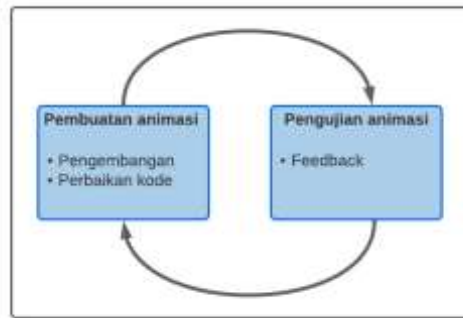 Pembuatan animasi
• Pengembangan
• Perbaikan kode
Pengujian animasi
• Feedback